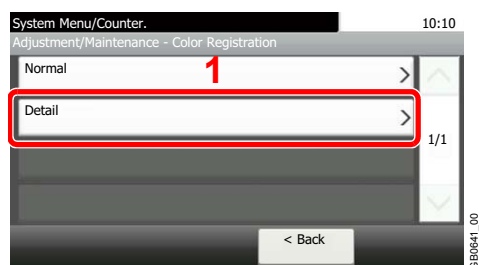 System Menu/Counter.
10:10
Adjustment/Maintenance - Color Registration
Normal
1
>
Detail
>
1/1
< Back
GB0641_00